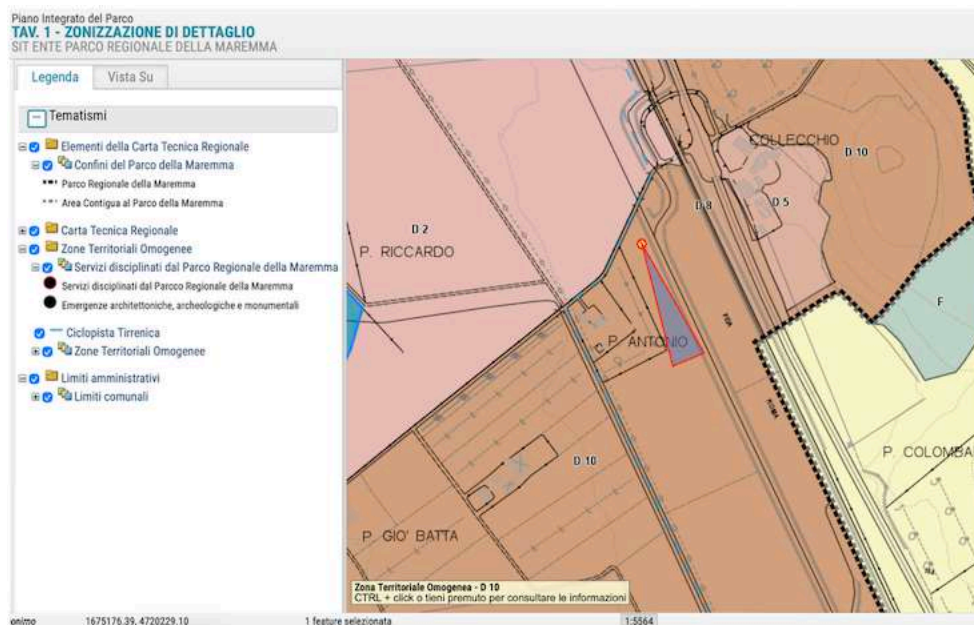 Piano Integrato del Parco
TAV. 1 - ZONIZZAZIONE DI DETTAGLIO
SIT ENTE PARCO REGIONALE DELLA MAREMMA
Legenda
Vista Su
Tematismi
Elementi della Carta Tecnica Regionale
Confini del Parco della Maremma
Parco Regionale della Maremma
Area Contigua al Parco della Maremma
Carta Tecnica Regionale
Zone Territoriali Omogenee
Servizi disciplinati dal Parco Regionale della Maremma
Servizi disciplinati dal Parcco Regionale della Maremma
Emergenze architettoniche, archeologiche e monumentali
Ciclopista Tirrenica
Zone Territoriali Omogenee
Limiti amministrativi
Limiti comunali
COLLECCHIO
D 10
D 2
D 8
D 5
P. RICCARDO
F
P. ANTONIO
PISA
ROMA
P. COLOMBA
D 10
P. GIO' BATTA
Zona Territoriale Omogenea - D 10
CTRL + click o tieni premuto per consultare le informazioni
onimo
1675176.39, 4720229.10
1 feature selezionata
1:5564